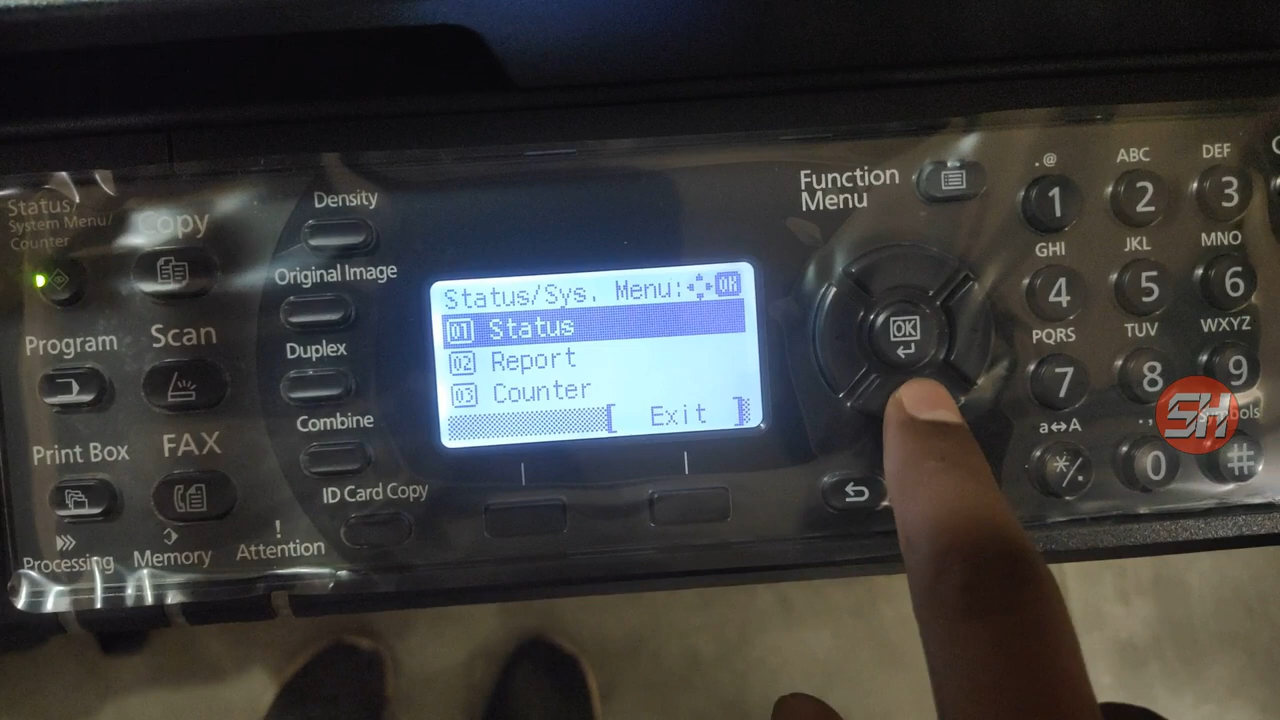 Status/
System Menu/
Counter
Copy
Program
Scan
Print Box
FAX
Processing
Memory
Attention
Density
Original Image
Duplex
Combine
ID Card Copy
Status/Sys. Menu: OK
01 Status
02 Report
03 Counter
[ Exit ]
Function
Menu
OK
.@
ABC
DEF
1
2
3
GHI
JKL
MNO
4
5
6
PQRS
TUV
WXYZ
7
8
9
a↔A
Symbols
*/.
0
#
SH